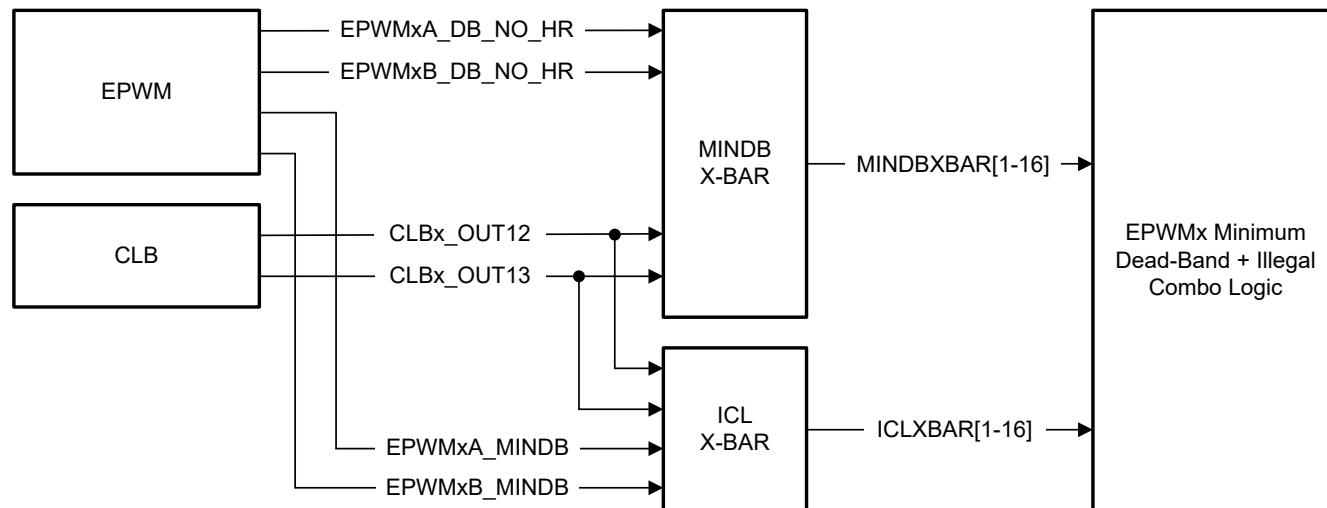 EPWMxA_DB_NO_HR
EPWMxB_DB_NO_HR
EPWM
MINDB
X-BAR
MINDBXBAR[1-16]
CLBx_OUT12
CLBx_OUT13
CLB
EPWMx Minimum
Dead-Band + Illegal
Combo Logic
ICL
X-BAR
ICLXBAR[1-16]
EPWMxA_MINDB
EPWMxB_MINDB